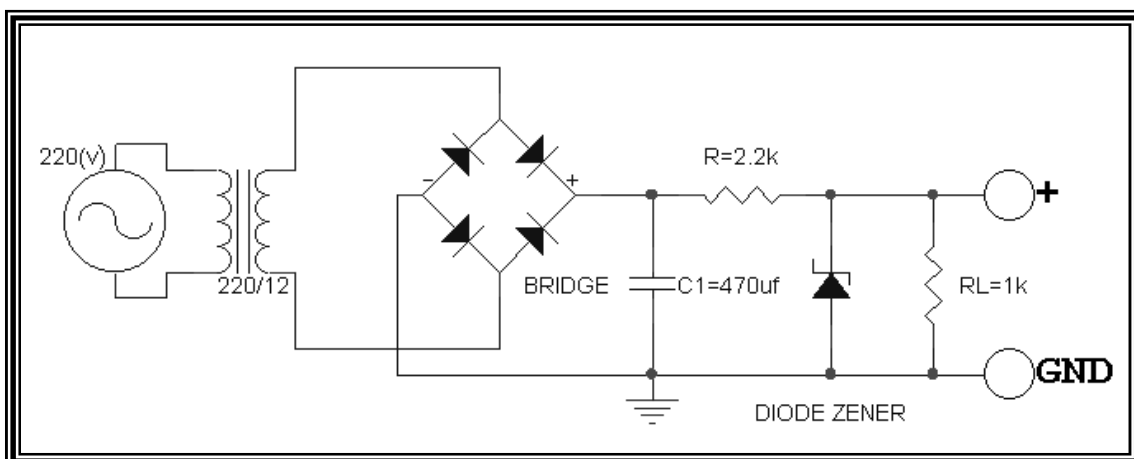 220(v)
220/12
-
+
BRIDGE
C1=470uf
R=2.2k
DIODE ZENER
RL=1k
+
GND